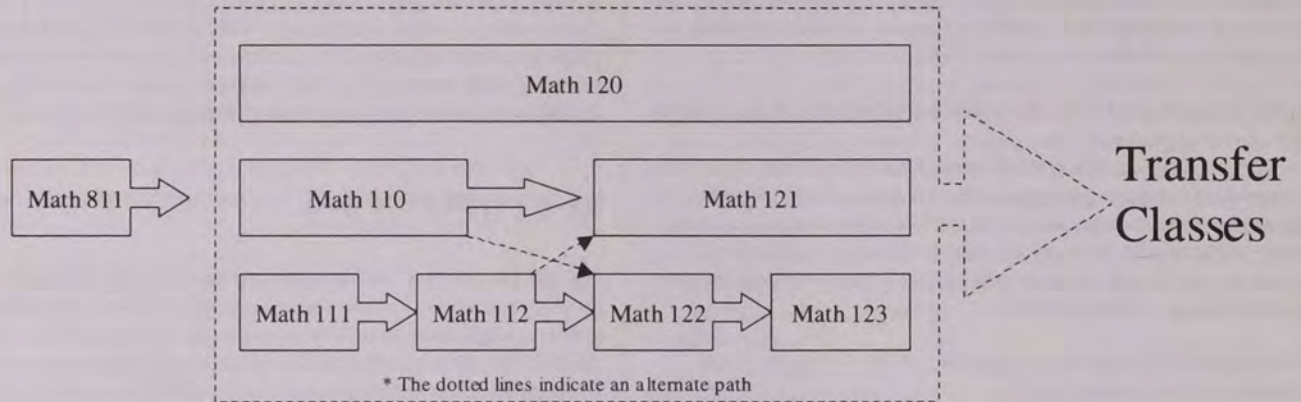 Math 120
Math 811
Math 110
Math 121
Transfer
Classes
Math 111
Math 112
Math 122
Math 123
* The dotted lines indicate an alternate path